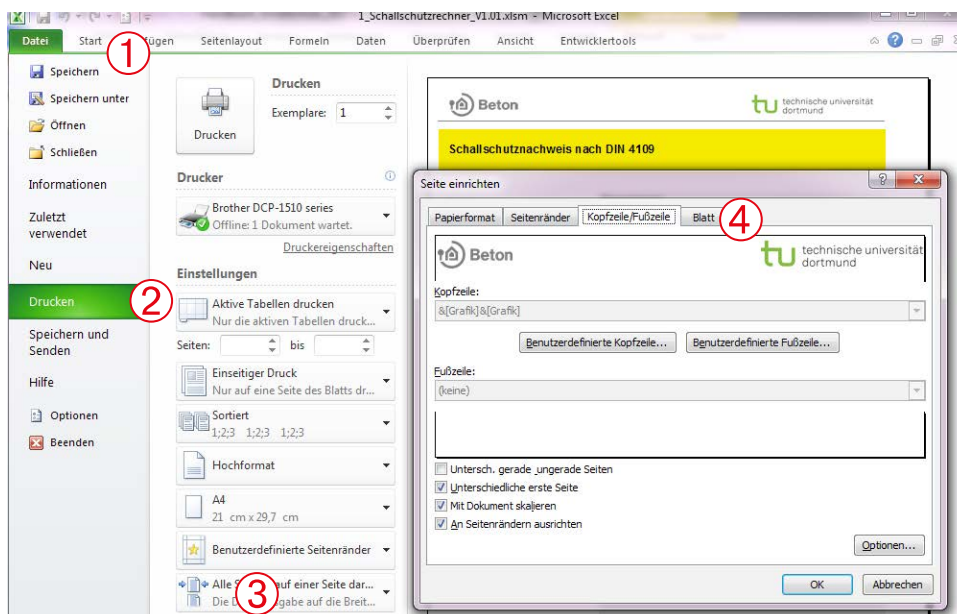 1_Schallschutzrechner_V1.01.xlsm - Microsoft Excel
Datei Start fügen Seitenlayout Formeln Daten Überprüfen Ansicht Entwicklertools
1
Speichern
Speichern unter
Öffnen
Schließen
Informationen
Zuletzt
verwendet
Neu
Drucken
2
Speichern und
Senden
Hilfe
Optionen
Beenden
Drucken
Drucken
Exemplare: 1
Drucker
Brother DCP-1510 series
Offline: 1 Dokument wartet.
Druckereigenschaften
Einstellungen
Aktive Tabellen drucken
Nur die aktiven Tabellen druck...
Seiten: bis
Einseitiger Druck
Nur auf eine Seite des Blatts dr...
Sortiert
1;2;3 1;2;3 1;2;3
Hochformat
A4
21 cm x 29,7 cm
Benutzerdefinierte Seitenränder
Alle auf einer Seite dar...
Die auf die Breit...
3
Beton
technische universität
dortmund
Schallschutznachweis nach DIN 4109
Seite einrichten
Papierformat Seitenränder Kopfzeile/Fußzeile Blatt
4
Beton
technische universität
dortmund
Kopfzeile:
&[Grafik]&[Grafik]
Benutzerdefinierte Kopfzeile... Benutzerdefinierte Fußzeile...
Fußzeile:
(keine)
Untersch. gerade _ungerade Seiten
Unterschiedliche erste Seite
Mit Dokument skalieren
An Seitenrändern ausrichten
Optionen...
OK Abbrechen